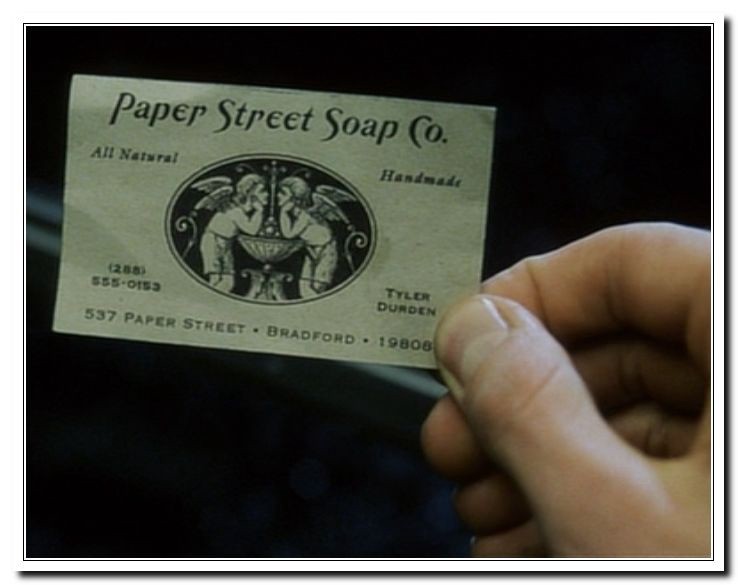 Paper Street Soap Co.
All Natural
Handmade
(288)
555-0153
Tyler
Durden
537 Paper Street • Bradford • 19808